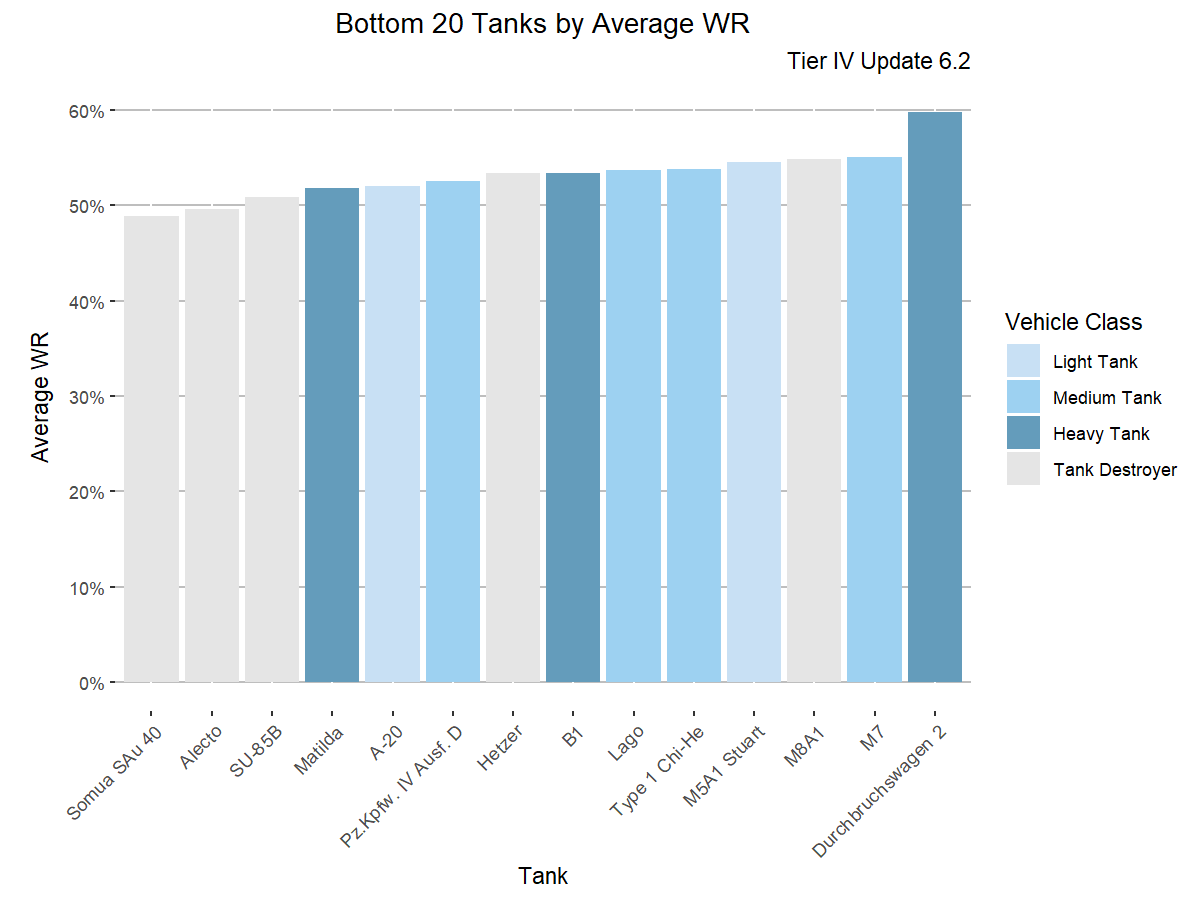 Bottom 20 Tanks by Average WR
Tier IV Update 6.2
60%
50%
40%
30%
20%
10%
0%
Average WR
Somua SAu 40
Alecto
SU-85B
Matilda
A-20
Pz.Kpfw. IV Ausf. D
Hetzer
B1
Lago
Type 1 Chi-He
M5A1 Stuart
M8A1
M7
Durchbruchswagen 2
Tank
Vehicle Class
Light Tank
Medium Tank
Heavy Tank
Tank Destroyer